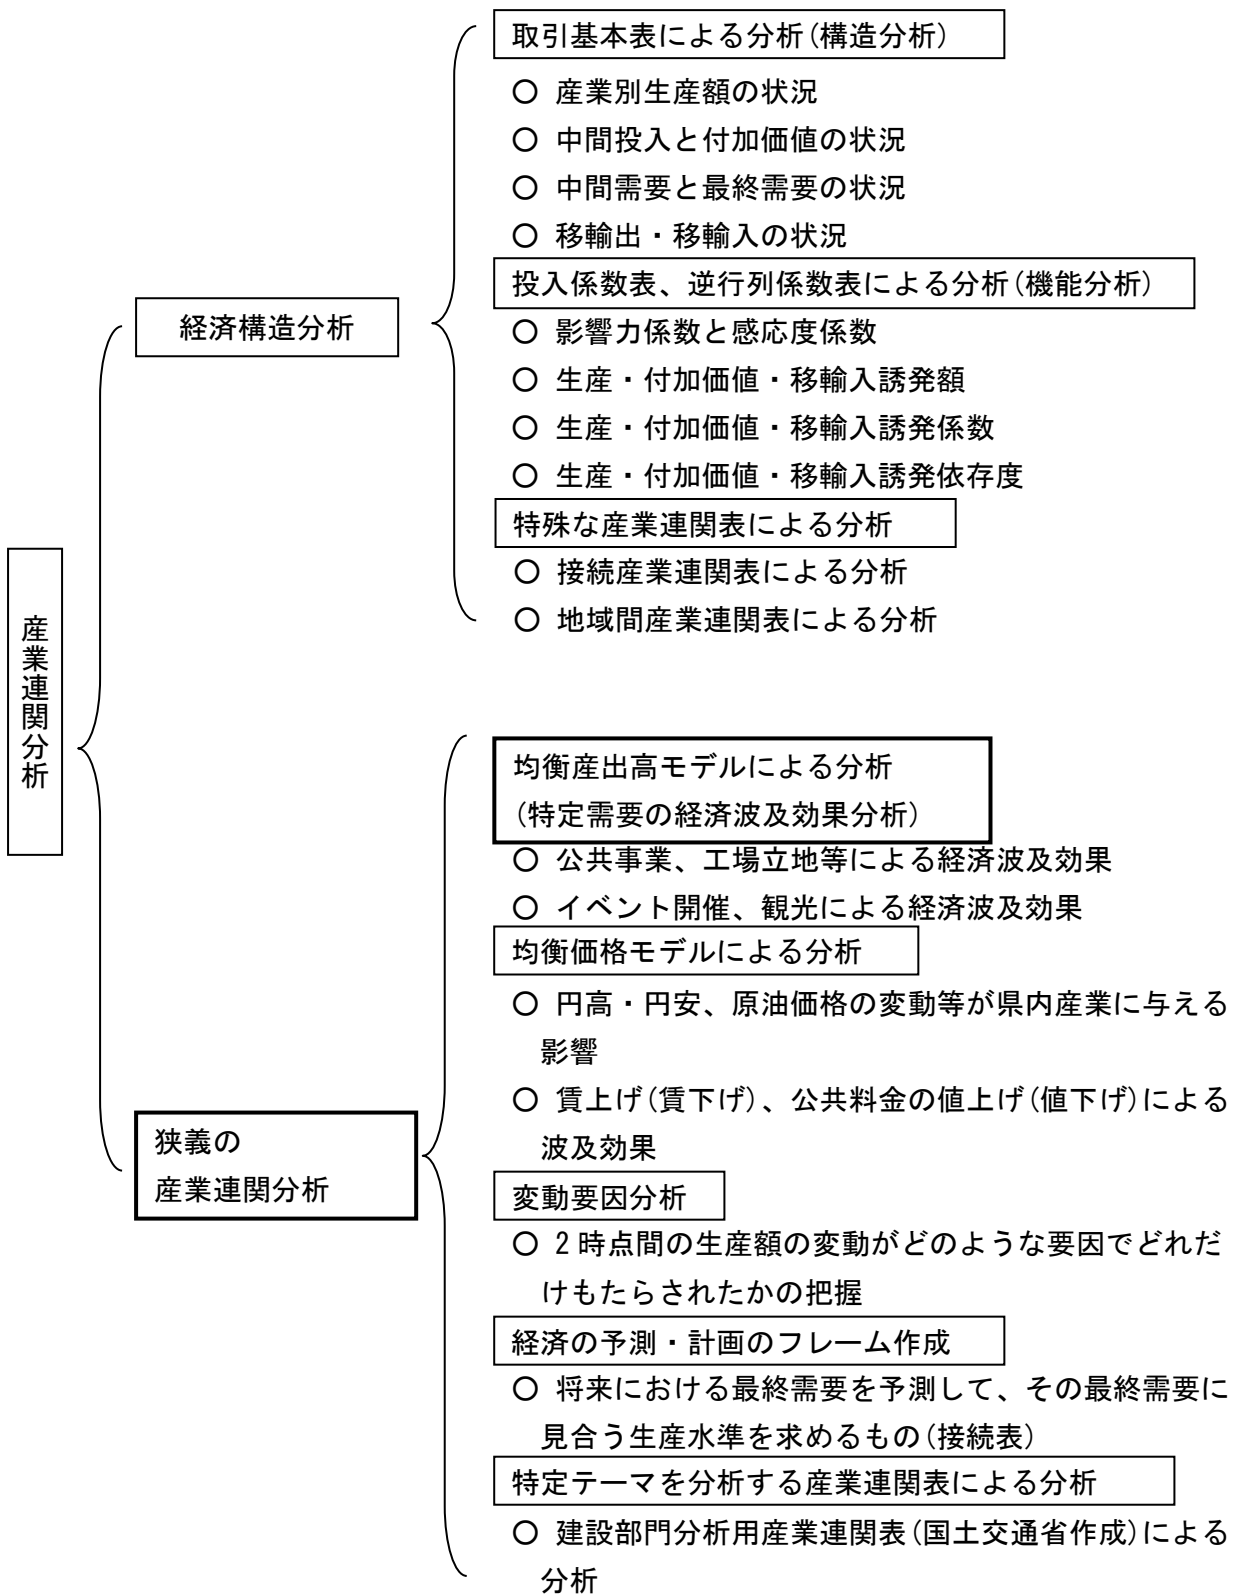 産業連関分析
経済構造分析
取引基本表による分析(構造分析)
○ 産業別生産額の状況
○ 中間投入と付加価値の状況
○ 中間需要と最終需要の状況
○ 移輸出・移輸入の状況
投入係数表、逆行列係数表による分析(機能分析)
○ 影響力係数と感応度係数
○ 生産・付加価値・移輸入誘発額
○ 生産・付加価値・移輸入誘発係数
○ 生産・付加価値・移輸入誘発依存度
特殊な産業連関表による分析
○ 接続産業連関表による分析
○ 地域間産業連関表による分析
狭義の
産業連関分析
均衡産出高モデルによる分析
(特定需要の経済波及効果分析)
○ 公共事業、工場立地等による経済波及効果
○ イベント開催、観光による経済波及効果
均衡価格モデルによる分析
○ 円高・円安、原油価格の変動等が県内産業に与える
影響
○ 賃上げ(賃下げ)、公共料金の値上げ(値下げ)による
波及効果
変動要因分析
○ 2時点間の生産額の変動がどのような要因でどれだ
けもたらされたかの把握
経済の予測・計画のフレーム作成
○ 将来における最終需要を予測して、その最終需要に
見合う生産水準を求めるもの(接続表)
特定テーマを分析する産業連関表による分析
○ 建設部門分析用産業連関表(国土交通省作成)による
分析